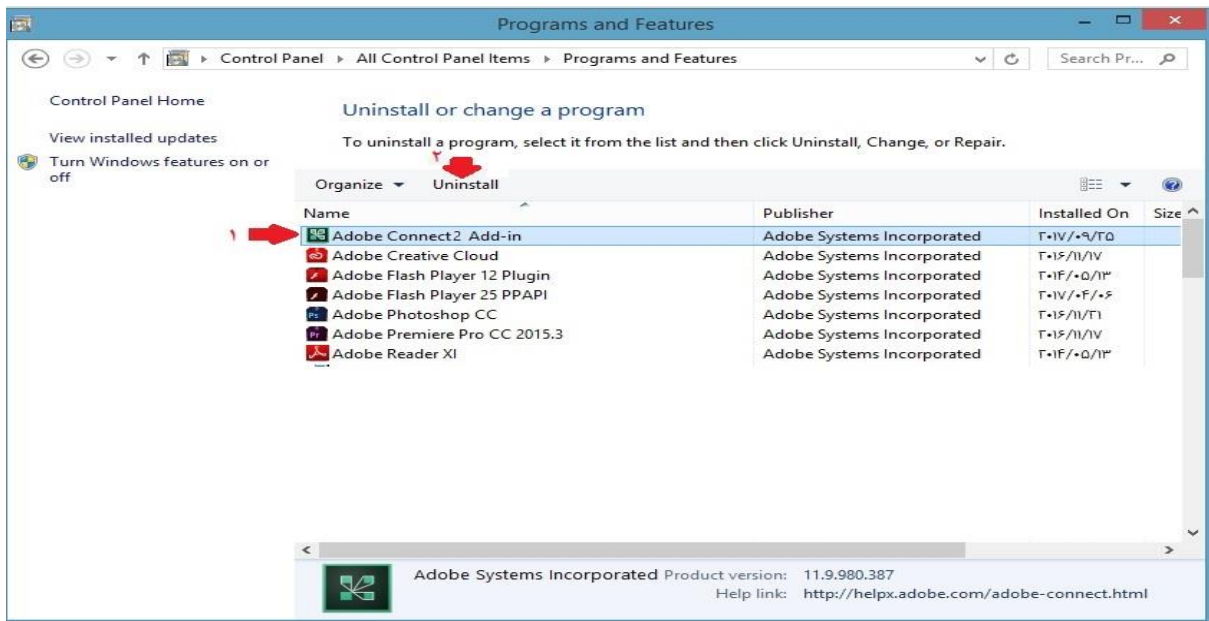 Programs and Features
Control Panel ▸ All Control Panel Items ▸ Programs and Features Search Pr...
Control Panel Home
Uninstall or change a program
View installed updates
To uninstall a program, select it from the list and then click Uninstall, Change, or Repair.
Turn Windows features on or off
۲
Organize Uninstall
Name Publisher Installed On Size
۱
Adobe Connect2 Add-in Adobe Systems Incorporated ۲۰۱۷/۰۹/۲۵
Adobe Creative Cloud Adobe Systems Incorporated ۲۰۱۶/۱۱/۱۷
Adobe Flash Player 12 Plugin Adobe Systems Incorporated ۲۰۱۴/۰۵/۱۳
Adobe Flash Player 25 PPAPI Adobe Systems Incorporated ۲۰۱۷/۰۴/۰۶
Adobe Photoshop CC Adobe Systems Incorporated ۲۰۱۶/۱۱/۲۱
Adobe Premiere Pro CC 2015.3 Adobe Systems Incorporated ۲۰۱۶/۱۱/۱۷
Adobe Reader XI Adobe Systems Incorporated ۲۰۱۴/۰۵/۱۳
Adobe Systems Incorporated Product version: 11.9.980.387
Help link: http://helpx.adobe.com/adobe-connect.html